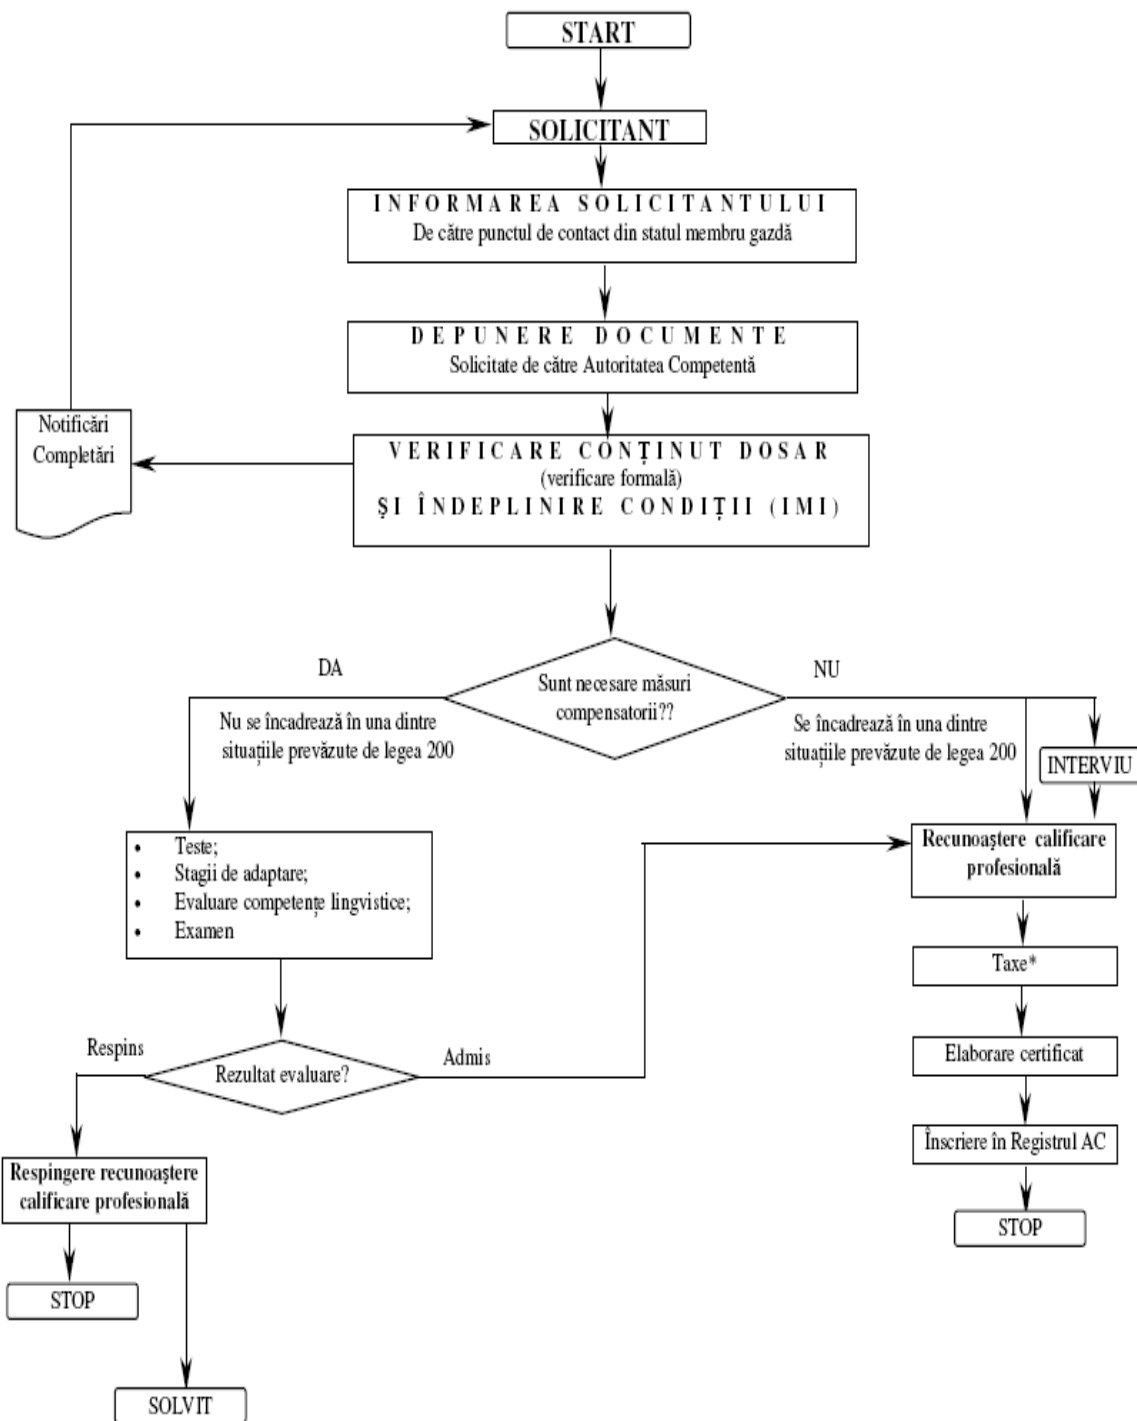 START
SOLICITANT
INFORMAREA SOLICITANTULUI
De către punctul de contact din statul membru gazdă
DEPUNERE DOCUMENTE
Solicitate de către Autoritatea Competentă
Notificări
Completări
VERIFICARE CONȚINUT DOSAR
(verificare formală)
ȘI ÎNDEPLINIRE CONDIȚII (IMI)
DA
Sunt necesare măsuri
compensatorii??
NU
Nu se încadrează în una dintre
situațiile prevăzute de legea 200
Se încadrează în una dintre
situațiile prevăzute de legea 200
INTERVIU
• Teste;
• Stagii de adaptare;
• Evaluare competențe lingvistice;
• Examen
Recunoaștere calificare
profesională
Taxe*
Respins
Rezultat evaluare?
Admis
Elaborare certificat
Înscriere în Registrul AC
Respingere recunoaștere
calificare profesională
STOP
STOP
SOLVIT